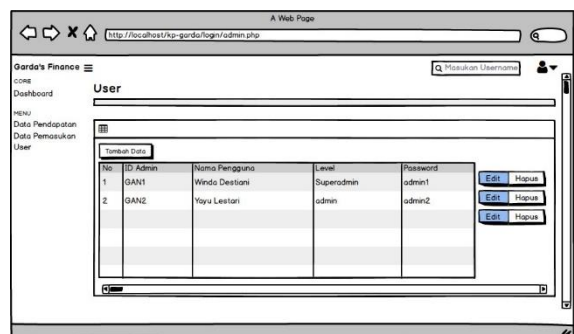 A Web Page
http://localhost/kp-garda/login/admin.php
Garda's Finance
Masukan Username
CORE
Dashboard
User
MENU
Data Pendapatan
Data Pemasukan
User
Tambah Data
No ID Admin Nama Pengguna Level Password
1 GAN1 Winda Destiani Superadmin admin1 Edit Hapus
2 GAN2 Yayu Lestari admin admin2 Edit Hapus
Edit Hapus